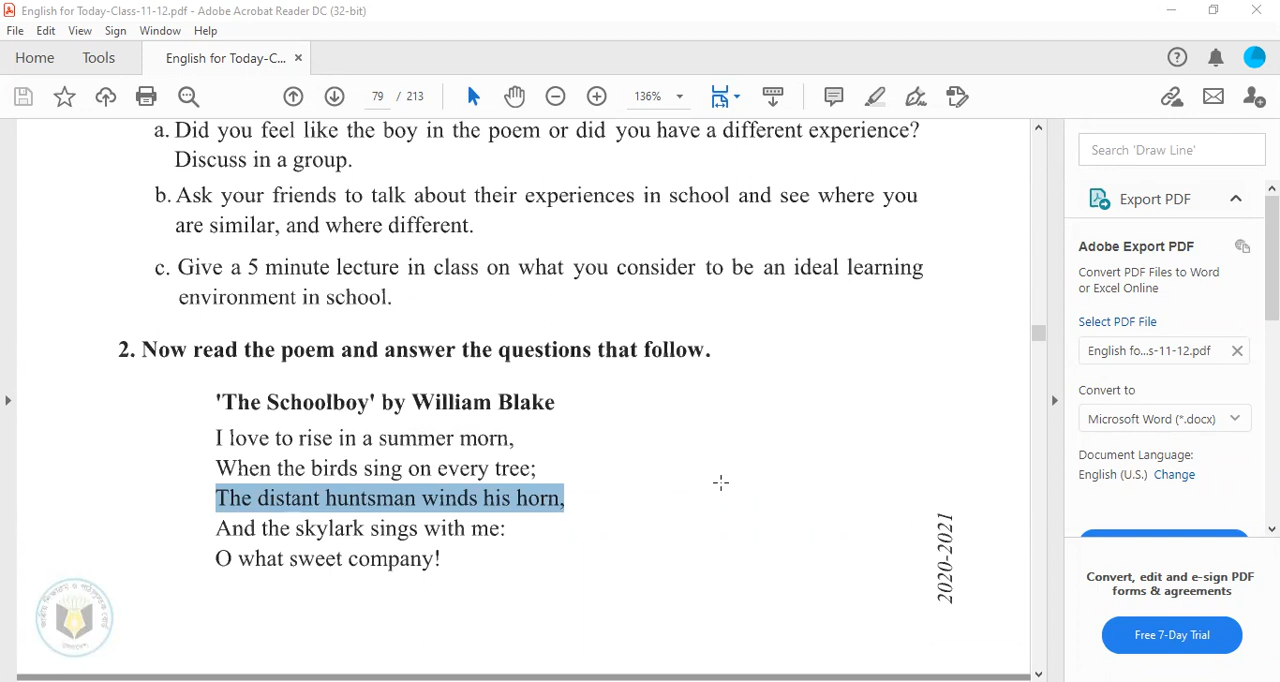 English for Today-Class-11-12.pdf - Adobe Acrobat Reader DC (32-bit)
File Edit View Sign Window Help
Home Tools English for Today-C... ×
79 / 213 136%
a. Did you feel like the boy in the poem or did you have a different experience?
Discuss in a group.
b. Ask your friends to talk about their experiences in school and see where you
are similar, and where different.
c. Give a 5 minute lecture in class on what you consider to be an ideal learning
environment in school.
2. Now read the poem and answer the questions that follow.
'The Schoolboy' by William Blake
I love to rise in a summer morn,
When the birds sing on every tree;
The distant huntsman winds his horn,
And the skylark sings with me:
O what sweet company!
2020-2021
Search 'Draw Line'
Export PDF
Adobe Export PDF
Convert PDF Files to Word
or Excel Online
Select PDF File
English fo...s-11-12.pdf
Convert to
Microsoft Word (*.docx)
Document Language:
English (U.S.) Change
Convert, edit and e-sign PDF
forms & agreements
Free 7-Day Trial